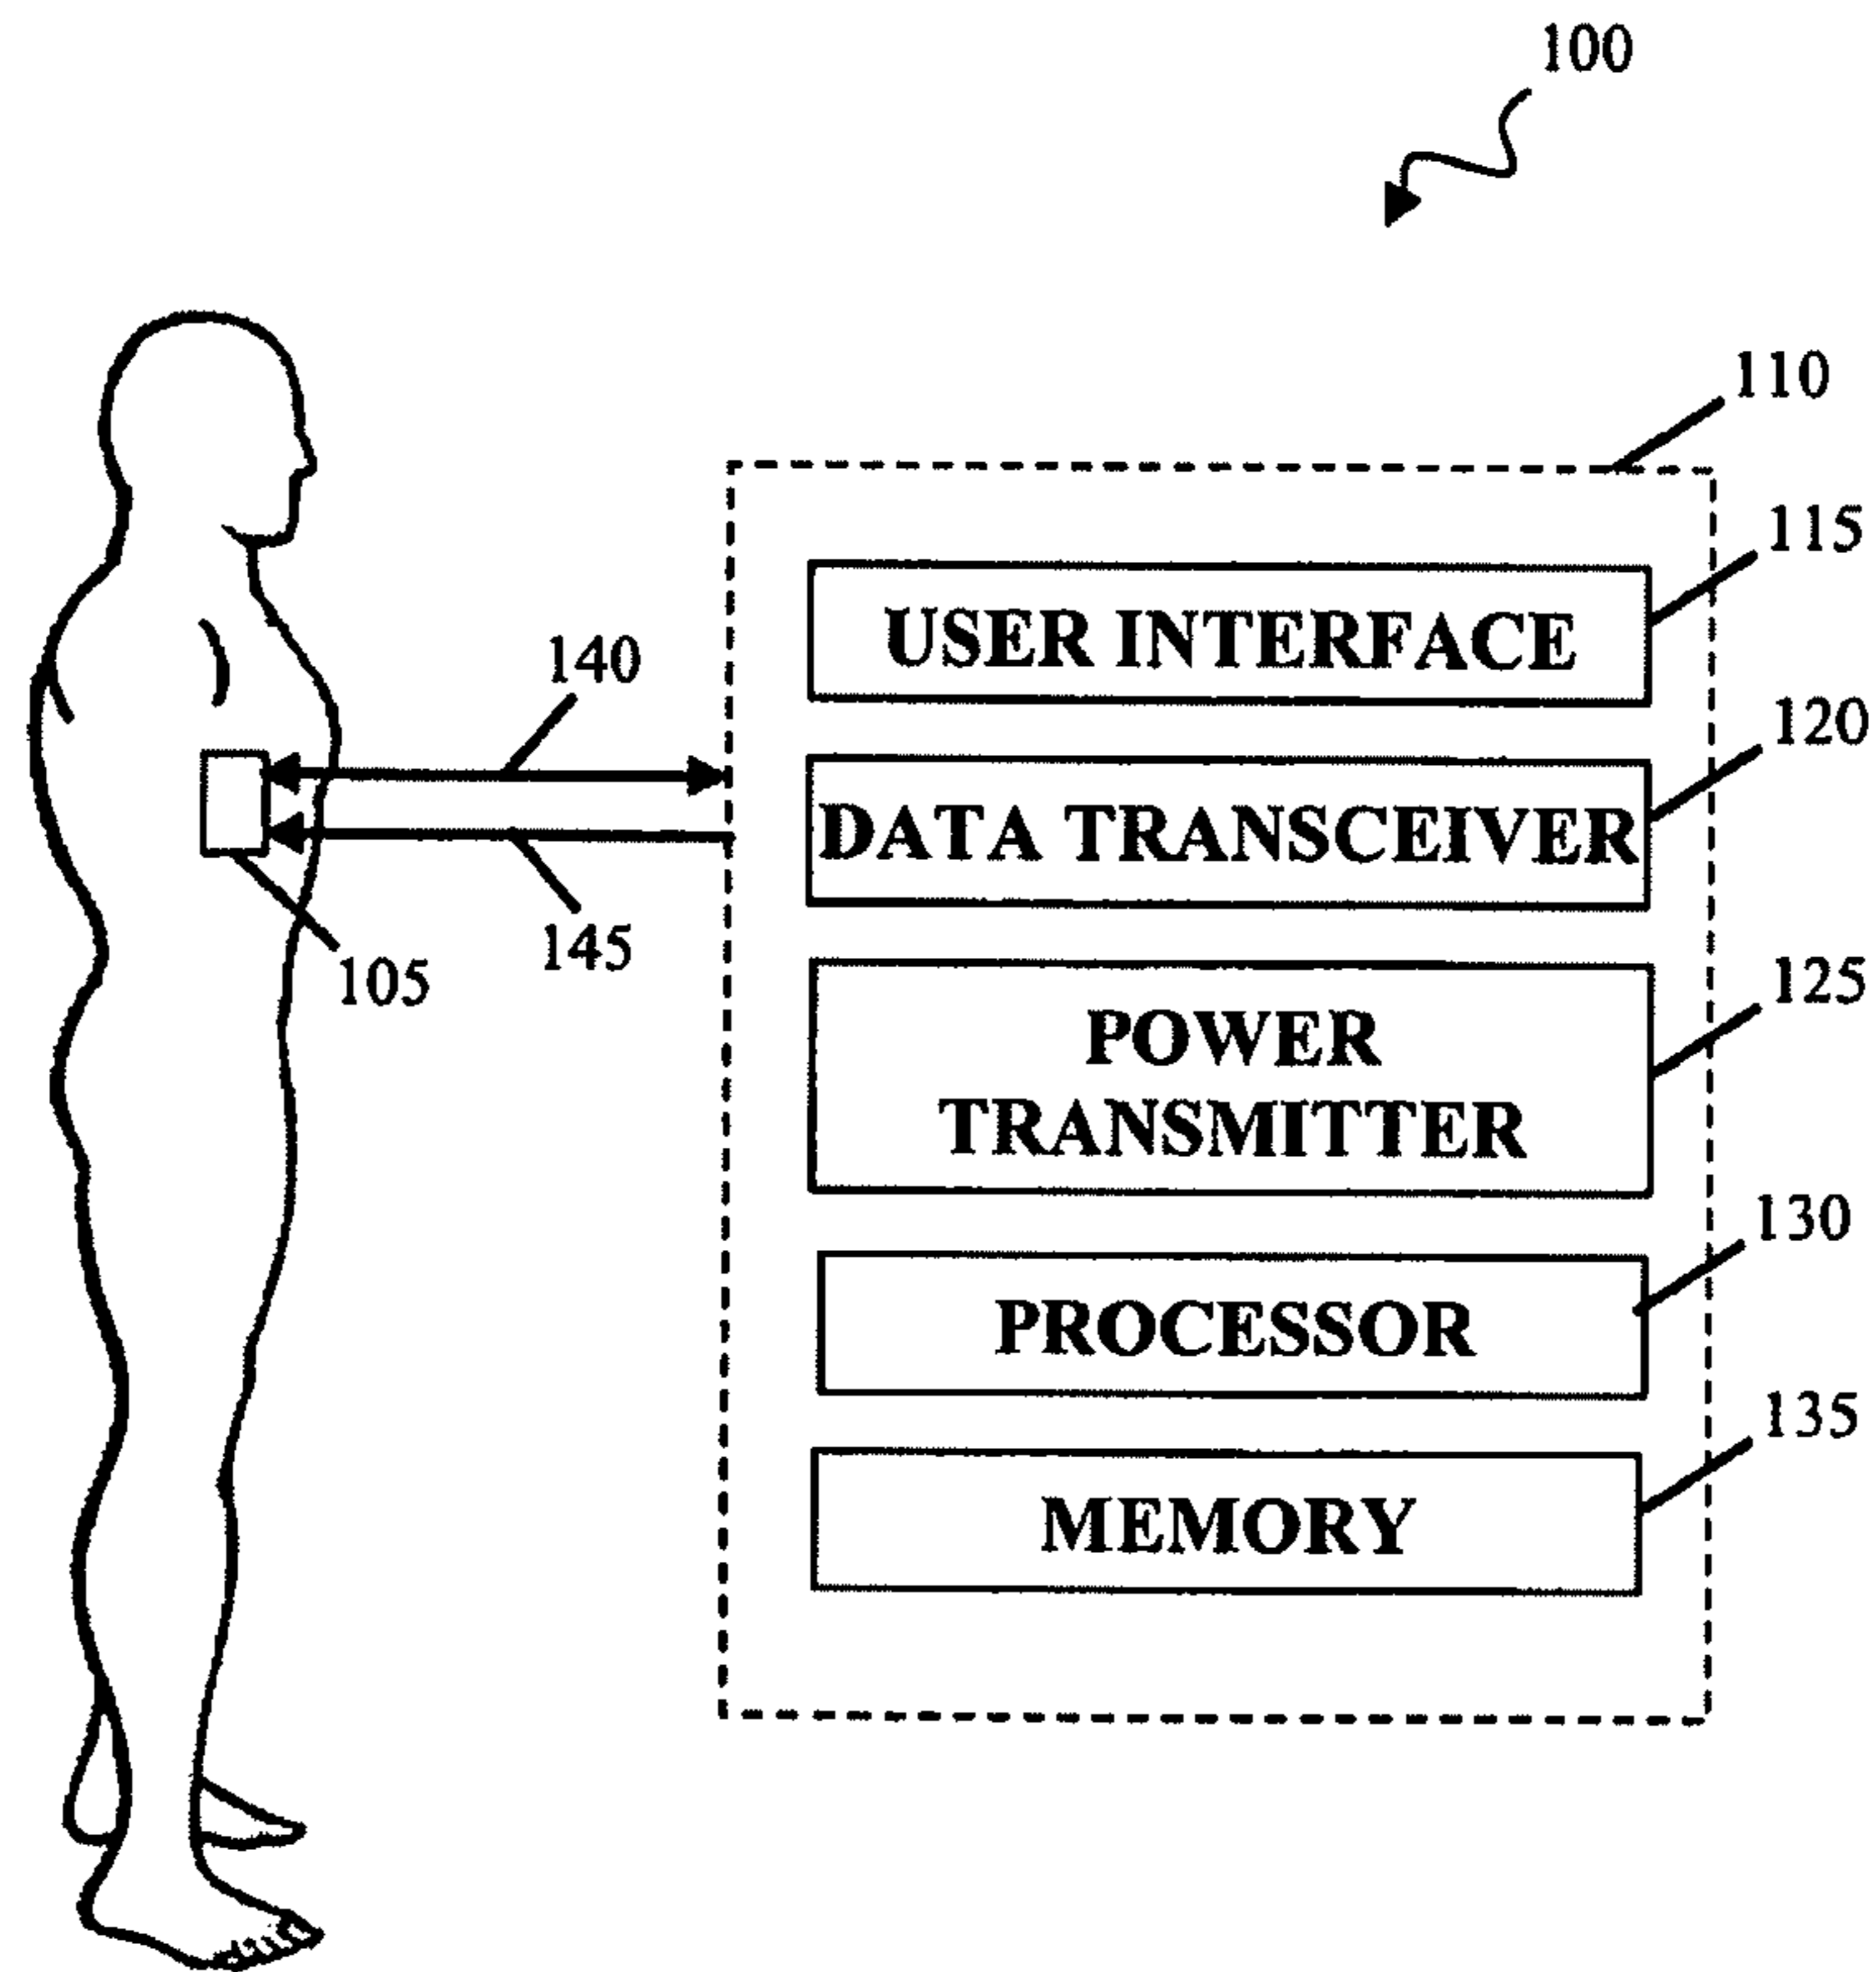 100
110
115
USER INTERFACE
140
120
DATA TRANSCEIVER
145
105
125
POWER
TRANSMITTER
130
PROCESSOR
135
MEMORY